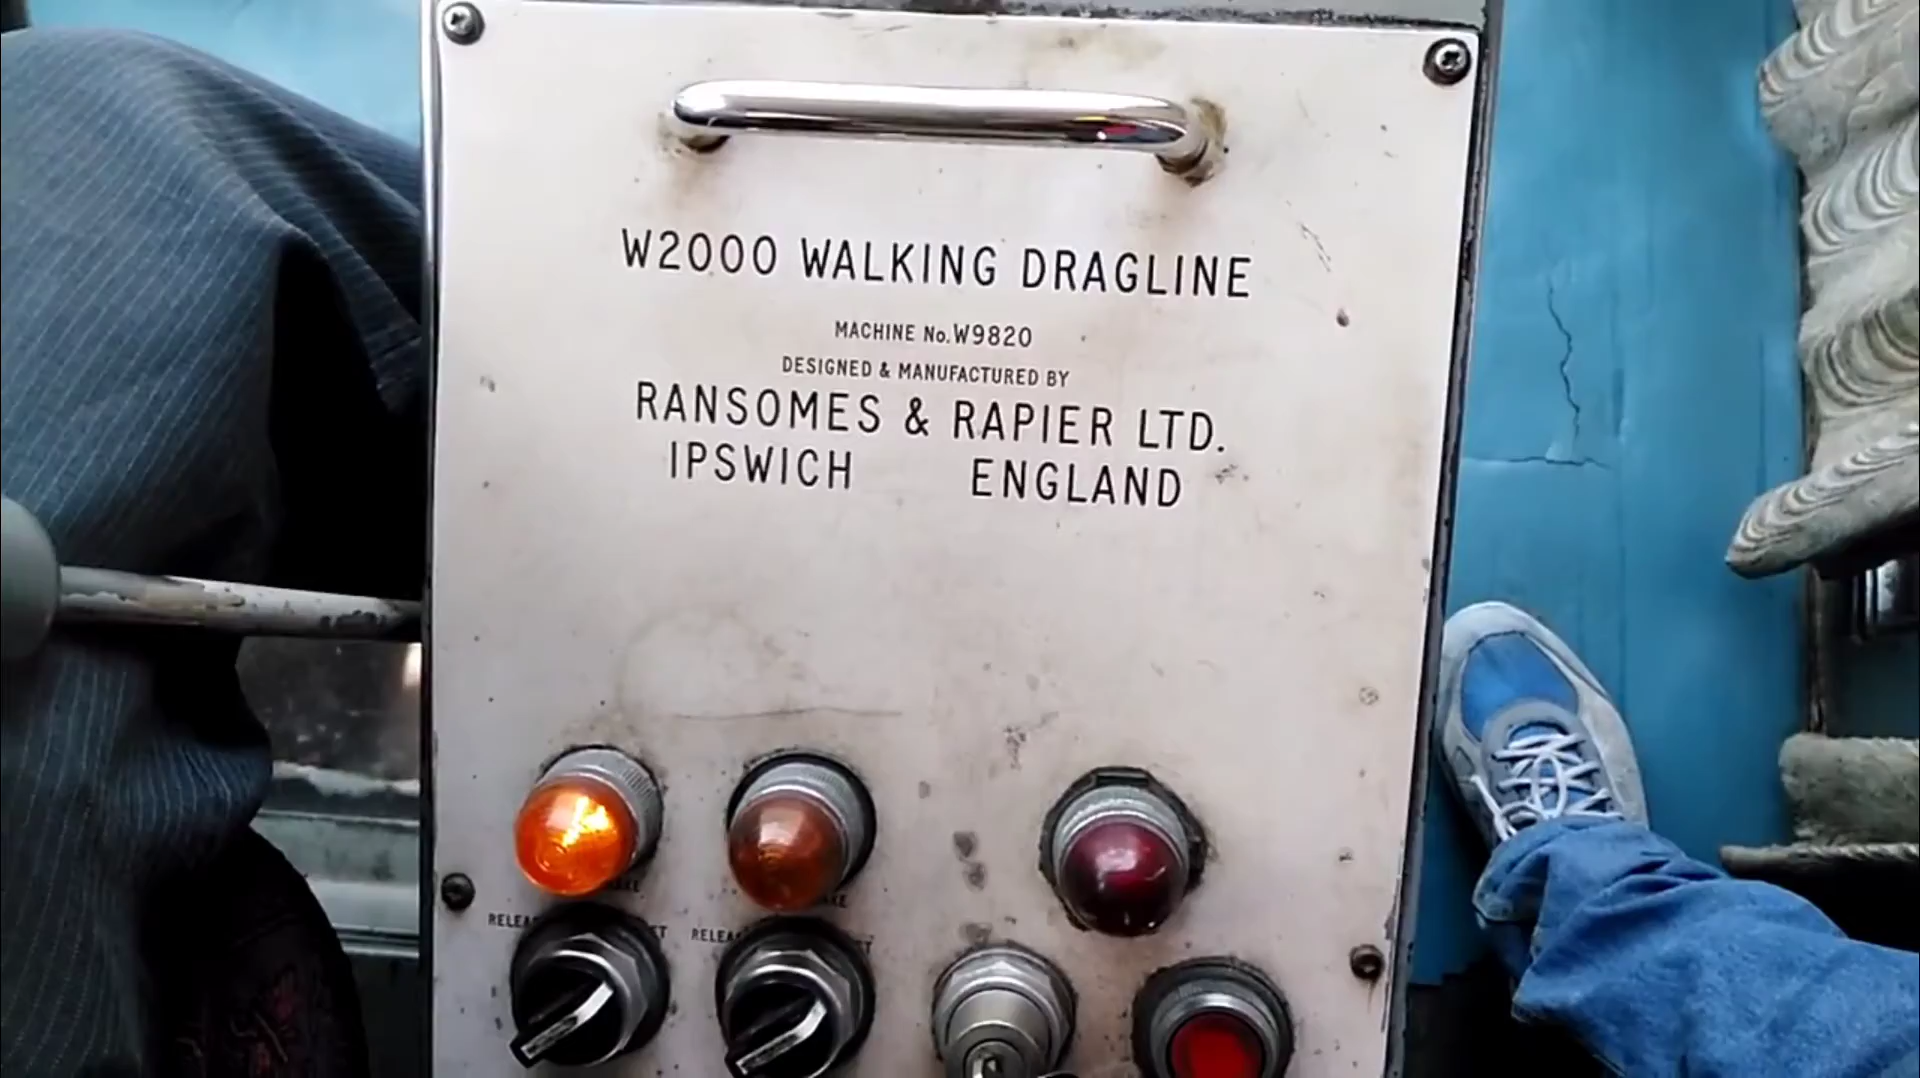 W2000 WALKING DRAGLINE
MACHINE No. W9820
DESIGNED & MANUFACTURED BY
RANSOMES & RAPIER LTD.
IPSWICH ENGLAND